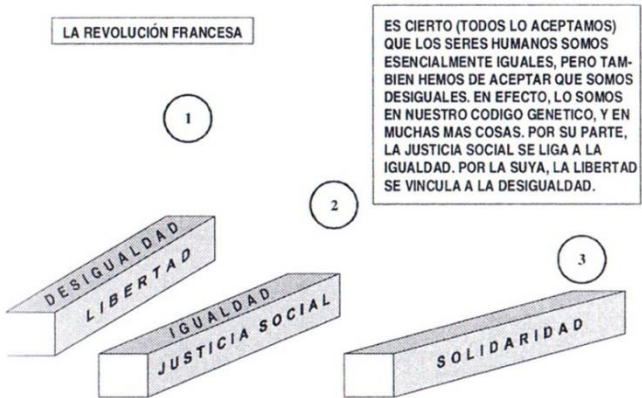 LA REVOLUCIÓN FRANCESA
ES CIERTO (TODOS LO ACEPTAMOS)
QUE LOS SERES HUMANOS SOMOS
ESENCIALMENTE IGUALES, PERO TAM-
BIEN HEMOS DE ACEPTAR QUE SOMOS
DESIGUALES. EN EFECTO, LO SOMOS
EN NUESTRO CODIGO GENETICO, Y EN
MUCHAS MAS COSAS. POR SU PARTE,
LA JUSTICIA SOCIAL SE LIGA A LA
IGUALDAD. POR LA SUYA, LA LIBERTAD
SE VINCULA A LA DESIGUALDAD.
1
2
3
DESIGUALDAD
LIBERTAD
IGUALDAD
JUSTICIA SOCIAL
SOLIDARIDAD